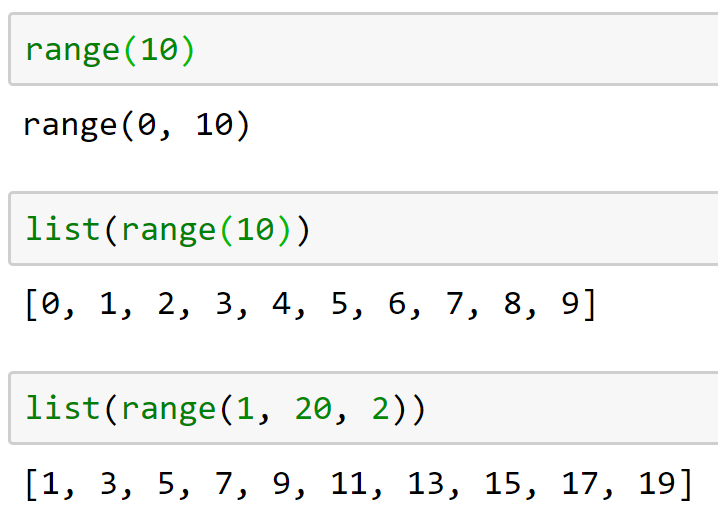 range(10)
range(0, 10)
list(range(10))
[0, 1, 2, 3, 4, 5, 6, 7, 8, 9]
list(range(1, 20, 2))
[1, 3, 5, 7, 9, 11, 13, 15, 17, 19]